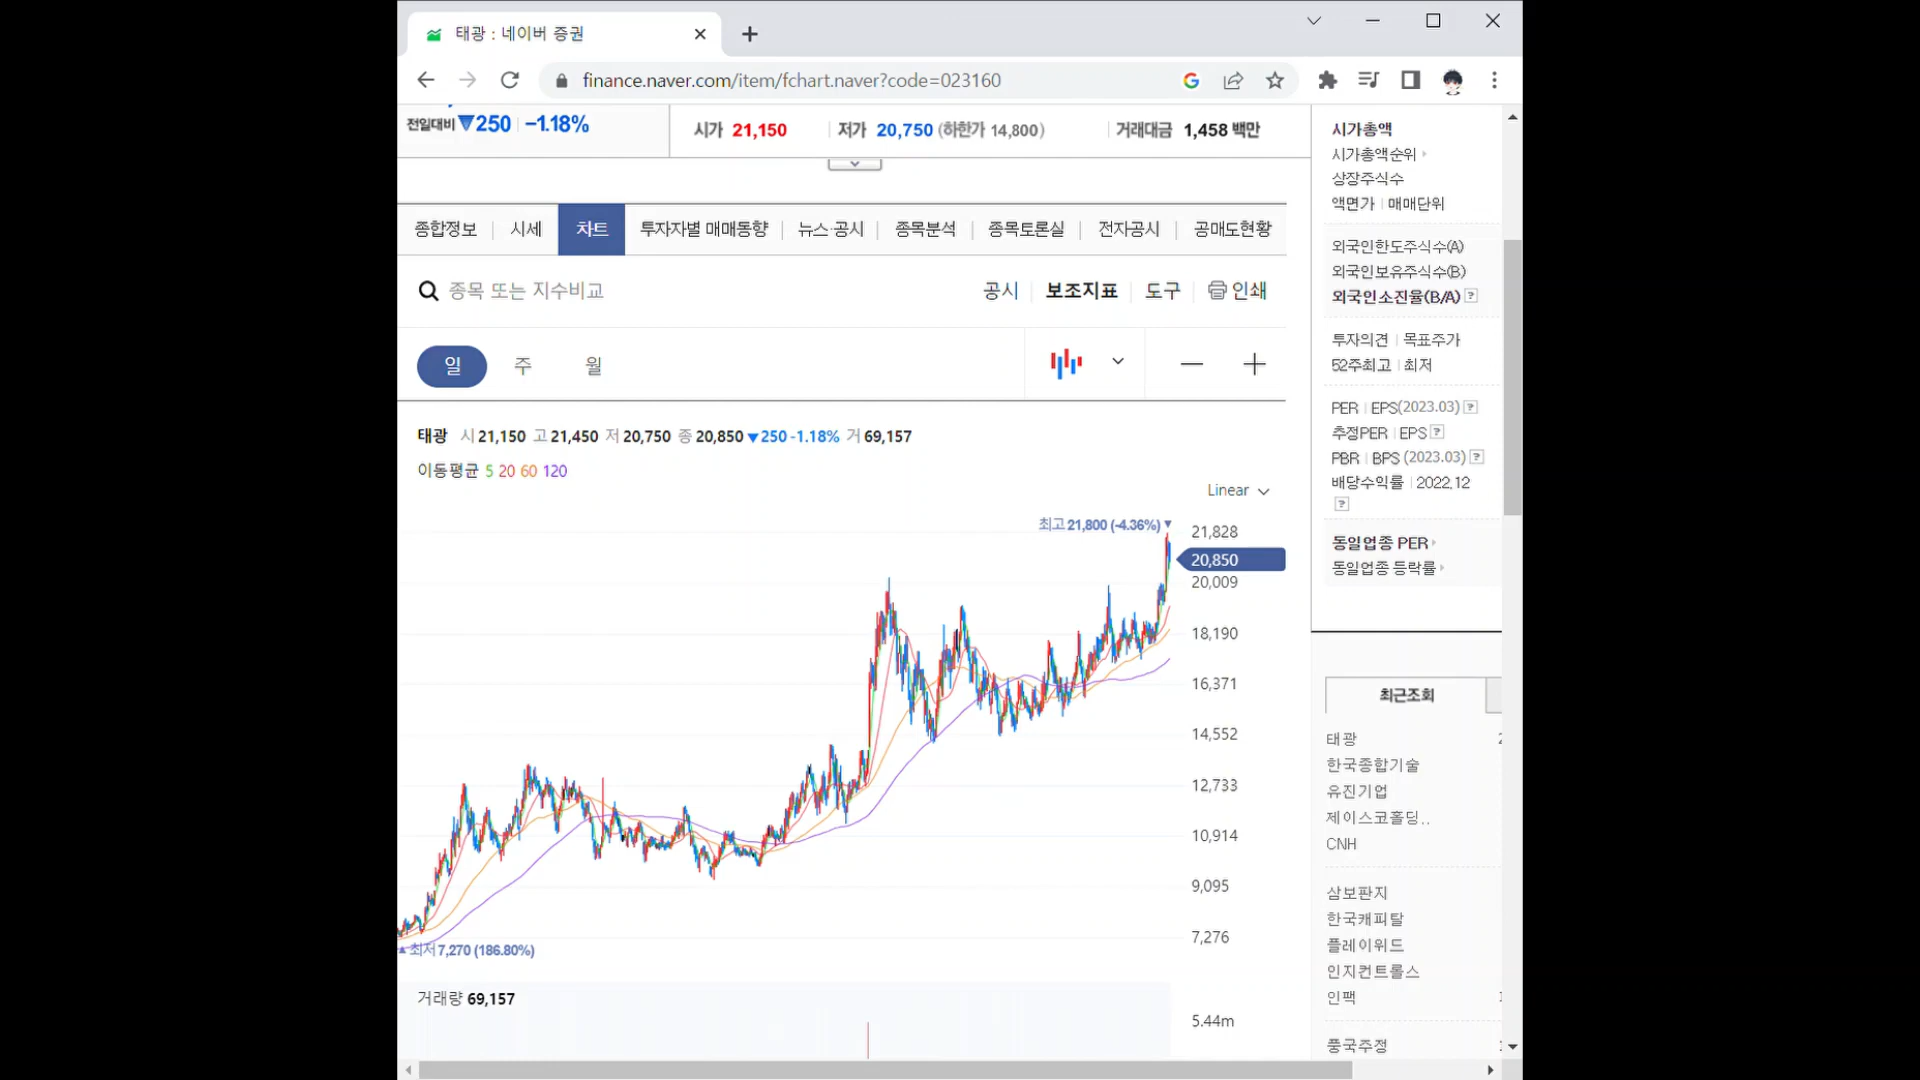 태광 : 네이버 증권
finance.naver.com/item/fchart.naver?code=023160
전일대비 ▼250 | -1.18%
시가 21,150 | 저가 20,750 (하한가 14,800) | 거래대금 1,458 백만
종합정보 | 시세 | 차트 | 투자자별 매매동향 | 뉴스·공시 | 종목분석 | 종목토론실 | 전자공시 | 공매도현황
종목 또는 지수비교
공시 | 보조지표 | 도구 | 인쇄
일 주 월
태광 시 21,150 고 21,450 저 20,750 종 20,850 ▼250 -1.18% 거 69,157
이동평균 5 20 60 120
Linear
최고 21,800 (-4.36%) ▼
21,828
20,850
20,009
18,190
16,371
14,552
12,733
10,914
9,095
7,276
▲ 최저 7,270 (186.80%)
거래량 69,157
5.44m
시가총액
시가총액순위
상장주식수
액면가 | 매매단위
외국인한도주식수(A)
외국인보유주식수(B)
외국인소진율(B/A) ?
투자의견 | 목표주가
52주최고 | 최저
PER | EPS(2023.03) ?
추정PER | EPS ?
PBR | BPS (2023.03) ?
배당수익률 | 2022.12
?
동일업종 PER
동일업종 등락률
최근조회
태광
한국종합기술
유진기업
제이스코홀딩..
CNH
삼보판지
한국캐피탈
플레이위드
인지컨트롤스
인팩
풍국주정